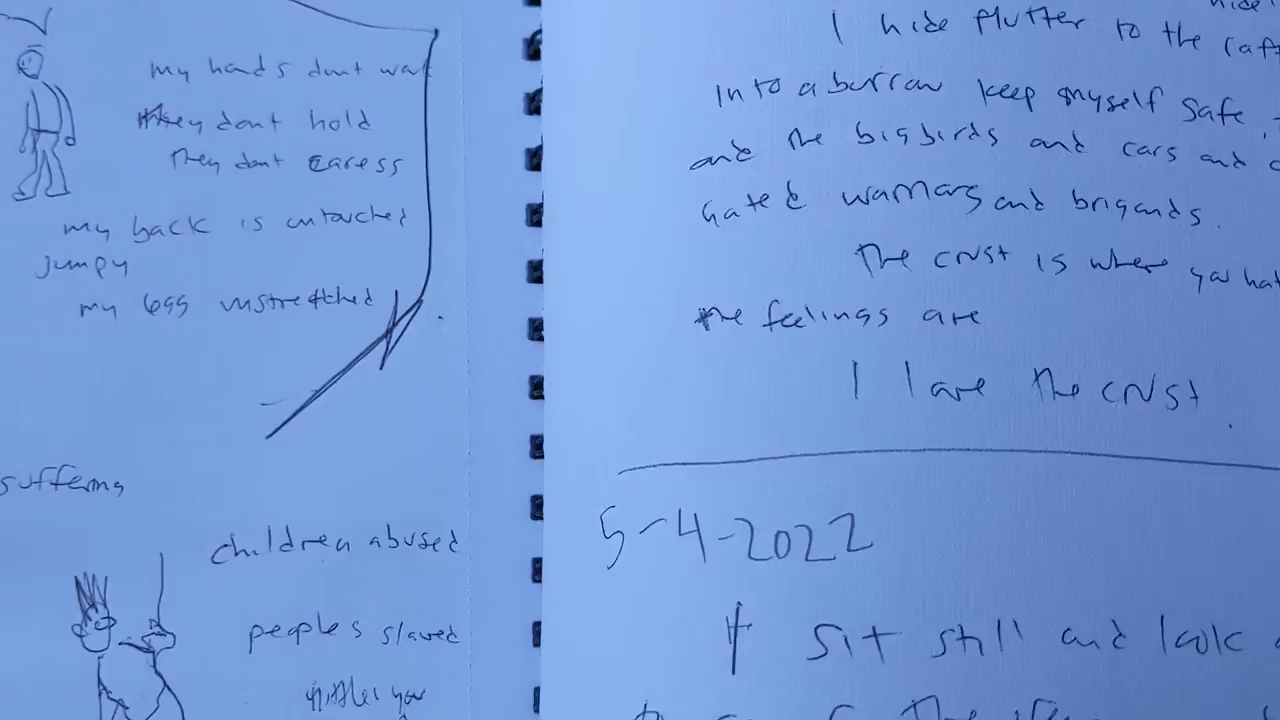 my hands dont
they dont hold
they dont caress
my back is untouched
jumpy
my legs unstretched
suffering
children abused
peoples slaved
hide
I hide flutter to the
into a burrow keep myself safe,
and the big birds and cars and
hated warriors and brigands.
The crust is where you
the feelings are
I love the crust.
5-4-2022
I sit still and look